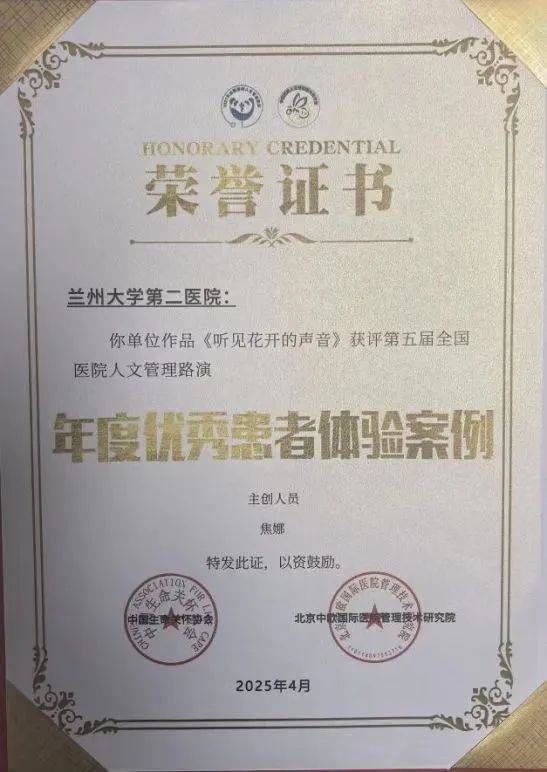 HONORARY CREDENTIAL
荣誉证书
兰州大学第二医院：
你单位作品《听见花开的声音》获评第五届全国
医院人文管理路演
年度优秀患者体验案例
主创人员
焦娜
特发此证，以资鼓励。
中国生命关怀协会
北京中欧国际医院管理技术研究院
2025年4月